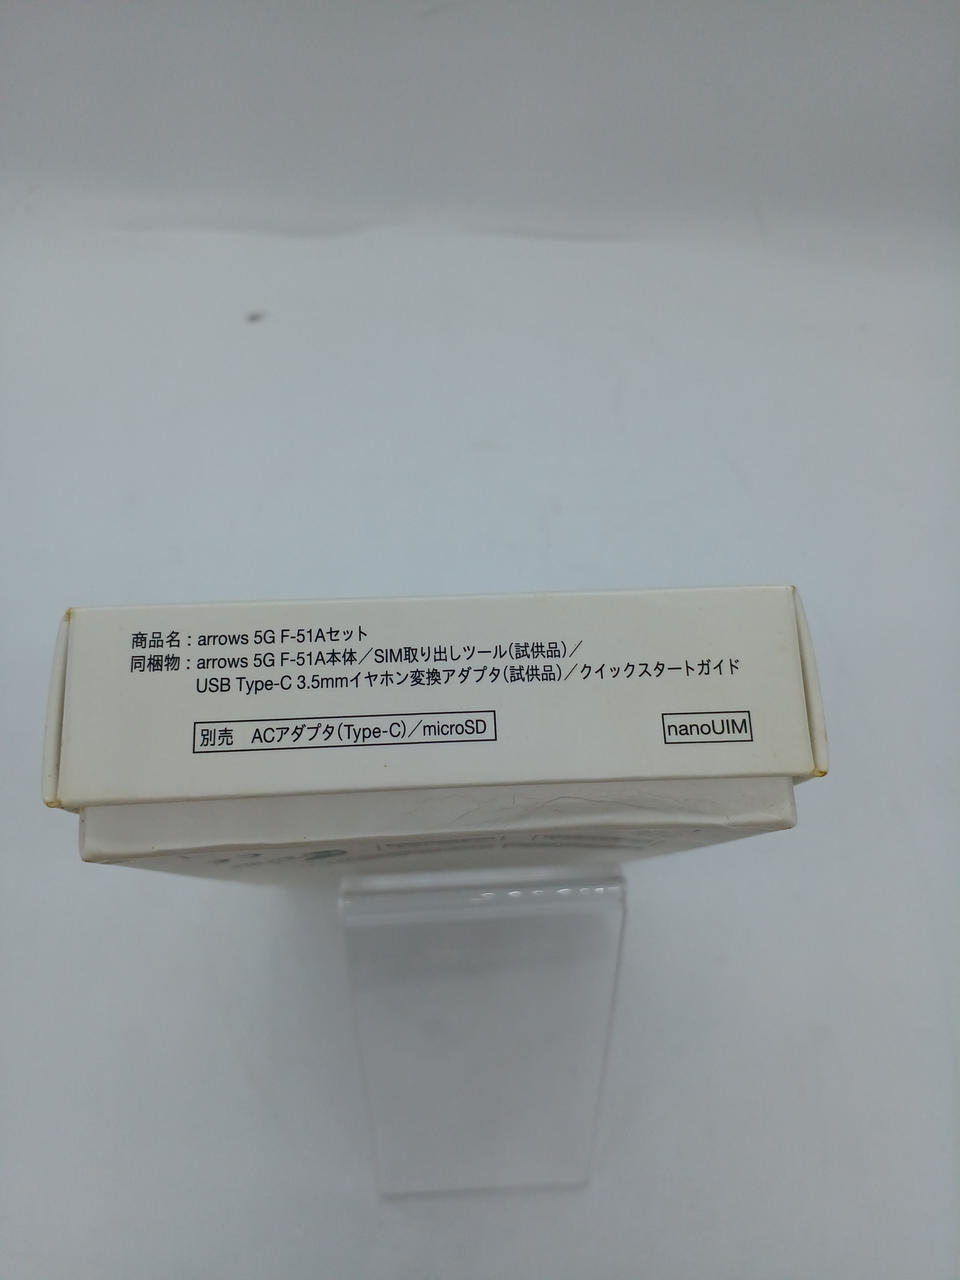 商品名：arrows 5G F-51Aセット
同梱物：arrows 5G F-51A本体／SIM取り出しツール(試供品)／
USB Type-C 3.5mmイヤホン変換アダプタ(試供品)／クイックスタートガイド
別売　ACアダプタ(Type-C)／microSD
nanoUIM